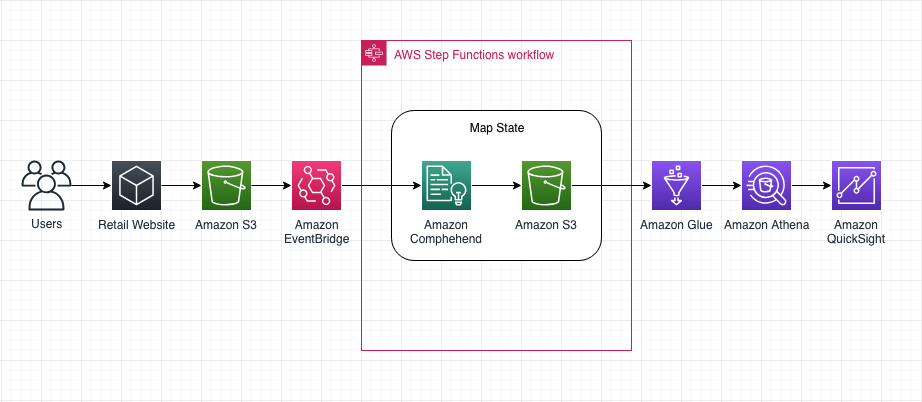 AWS Step Functions workflow
Map State
Users
Retail Website
Amazon S3
Amazon
EventBridge
Amazon
Comphehend
Amazon S3
Amazon Glue
Amazon Athena
Amazon
QuickSight